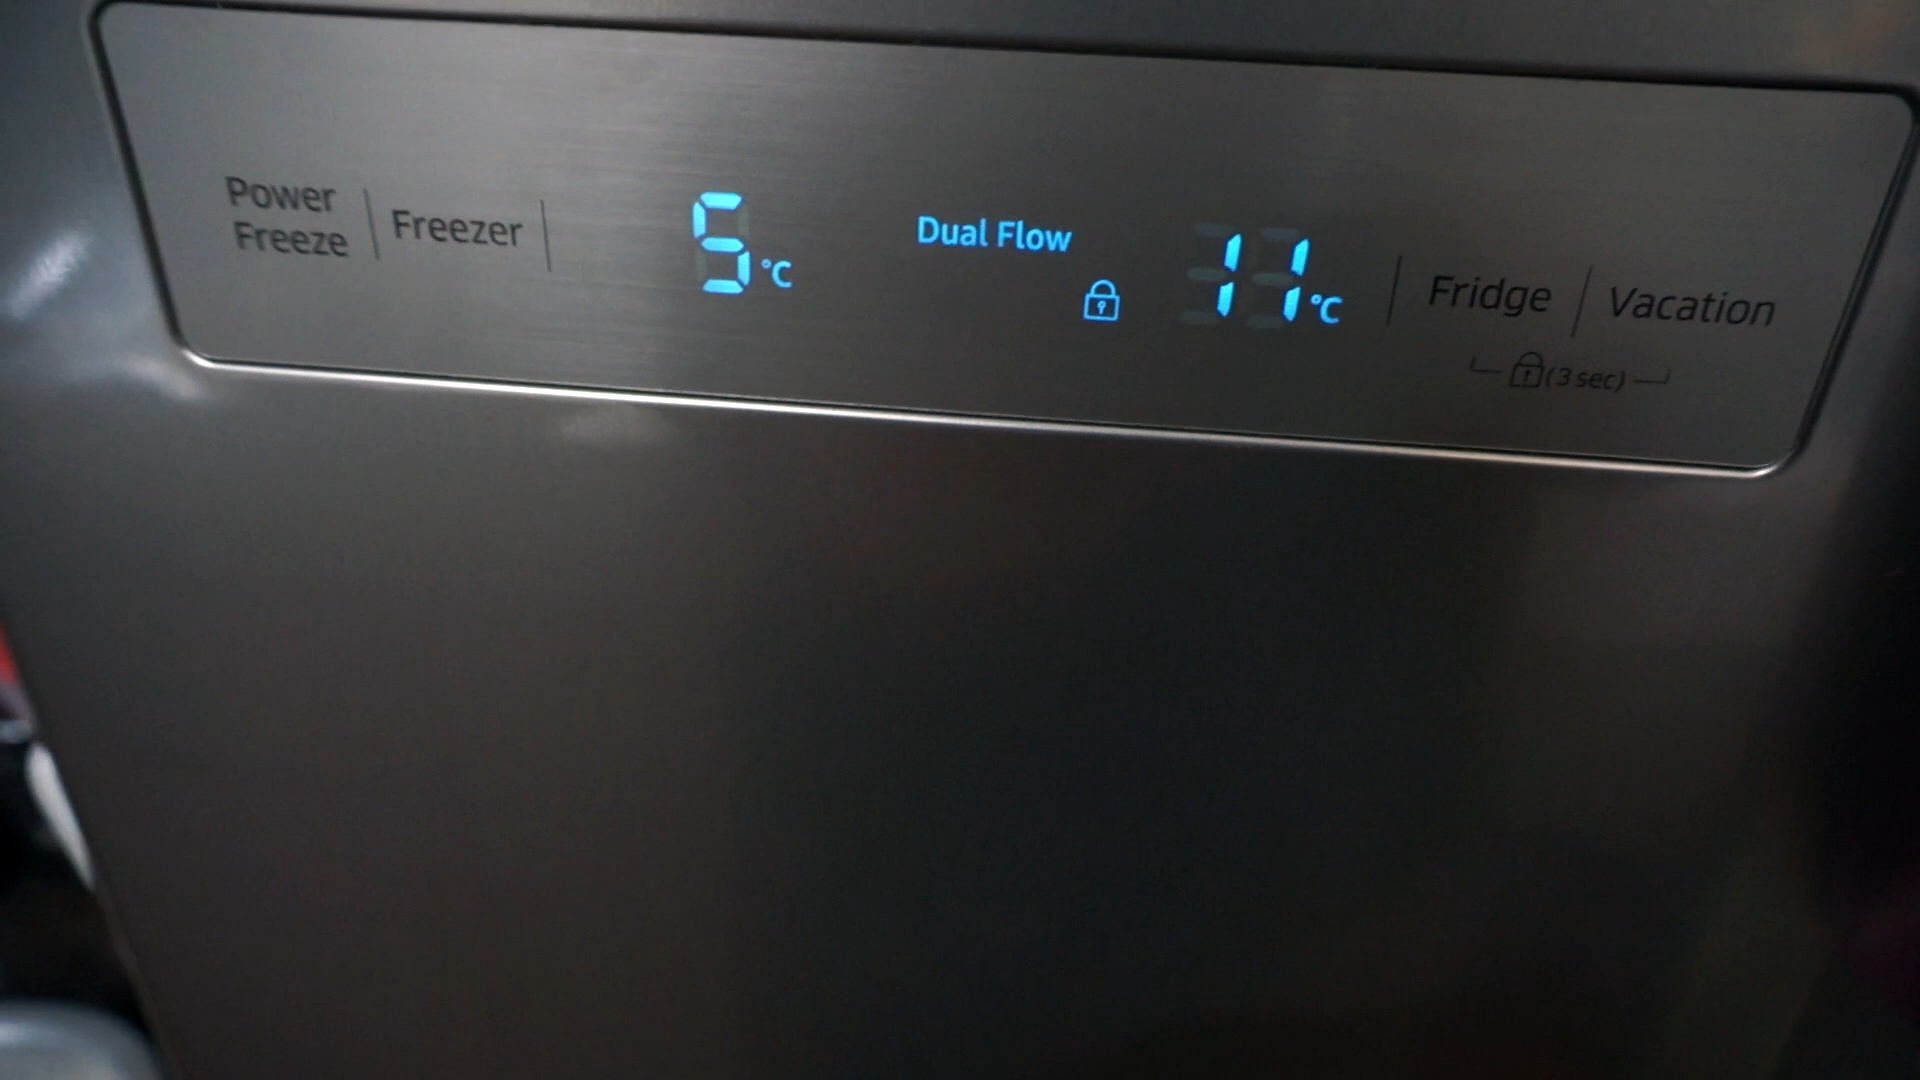 Power
Freeze
Freezer
5°C
Dual Flow
11°C
Fridge
Vacation
(3 sec)